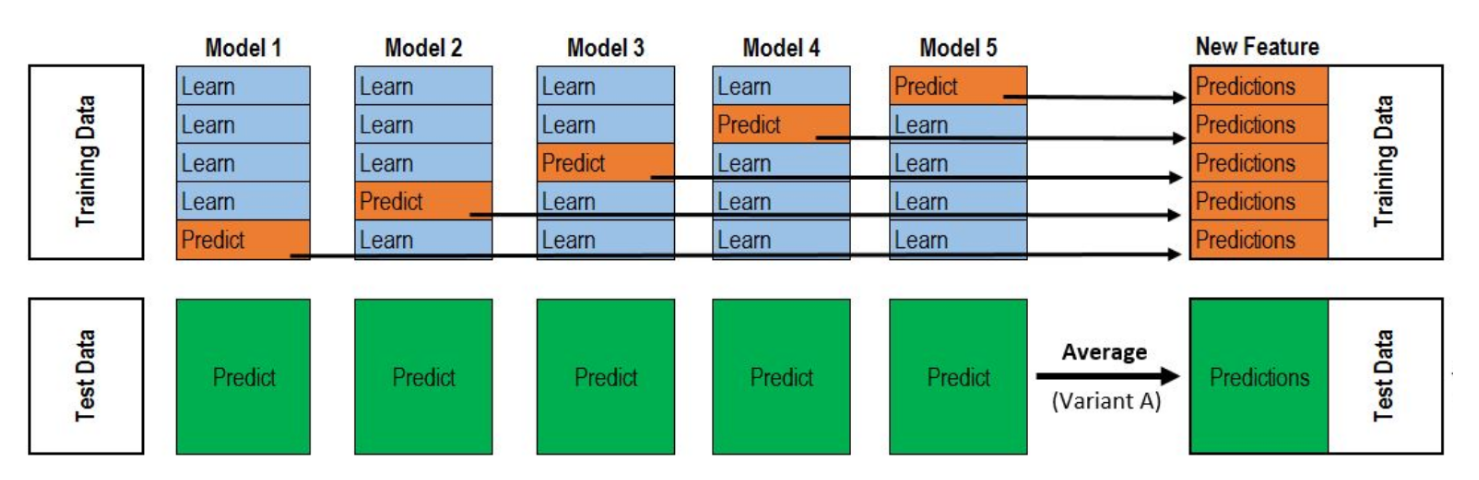 Model 1 Model 2 Model 3 Model 4 Model 5 New Feature
Training Data
Learn Learn Learn Learn Predict Predictions
Learn Learn Learn Predict Learn Predictions
Learn Learn Predict Learn Learn Predictions
Learn Predict Learn Learn Learn Predictions
Predict Learn Learn Learn Learn Predictions
Training Data
Test Data
Predict Predict Predict Predict Predict
Average
(Variant A)
Predictions
Test Data